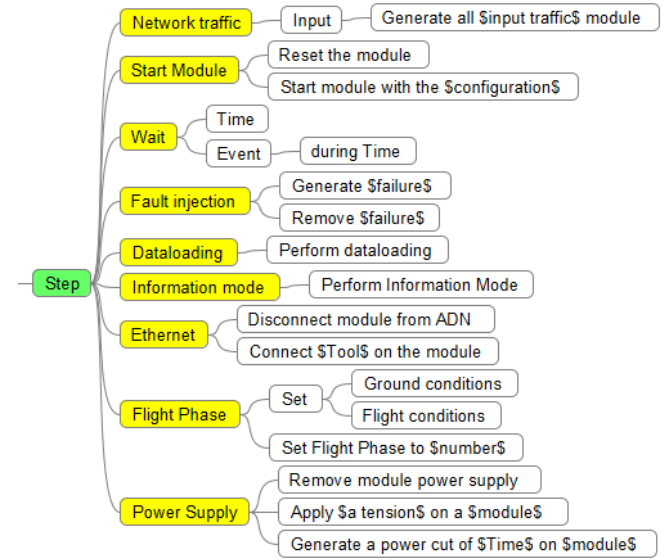 Network traffic
Input
Generate all $input traffic$ module
Start Module
Reset the module
Start module with the $configuration$
Wait
Time
Event
during Time
Fault injection
Generate $failure$
Remove $failure$
Dataloading
Perform dataloading
Step
Information mode
Perform Information Mode
Ethernet
Disconnect module from ADN
Connect $Tool$ on the module
Flight Phase
Set
Ground conditions
Flight conditions
Set Flight Phase to $number$
Power Supply
Remove module power supply
Apply $a tension$ on a $module$
Generate a power cut of $Time$ on $module$